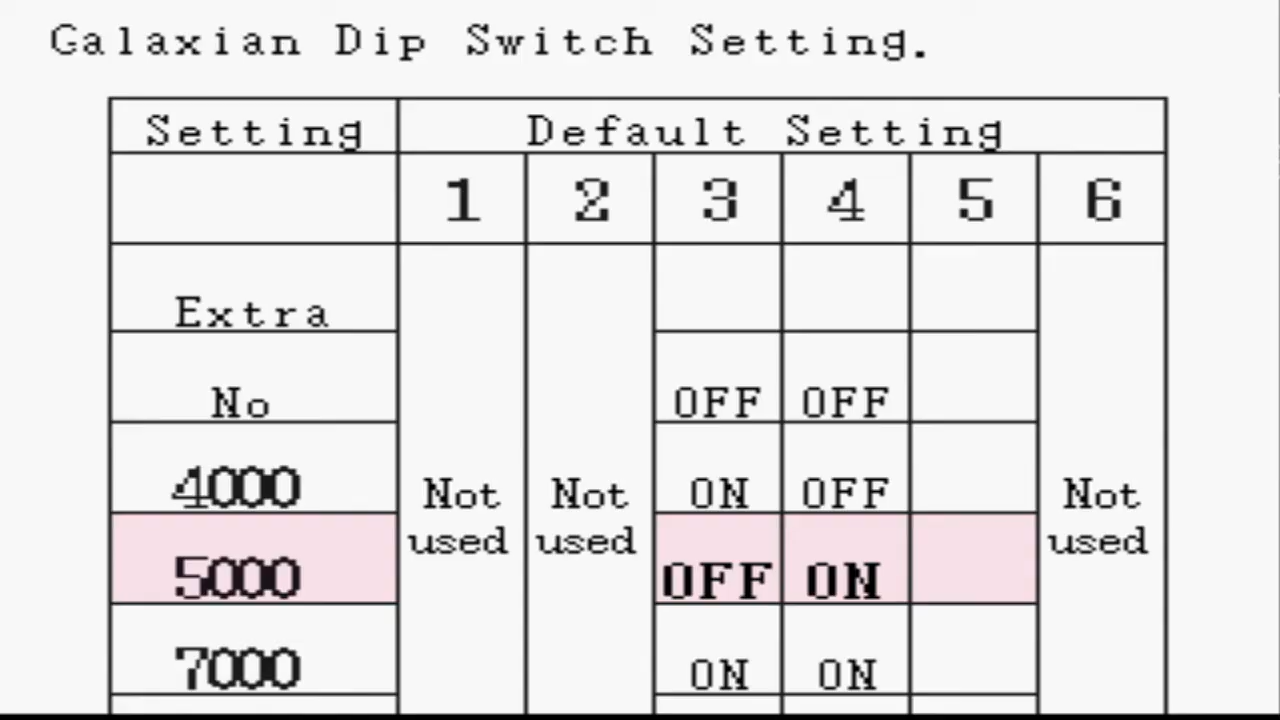 Galaxian Dip Switch Setting.
Setting Default Setting
1 2 3 4 5 6
Extra
No OFF OFF
4000 Not used Not used ON OFF Not used
5000 OFF ON
7000 ON ON